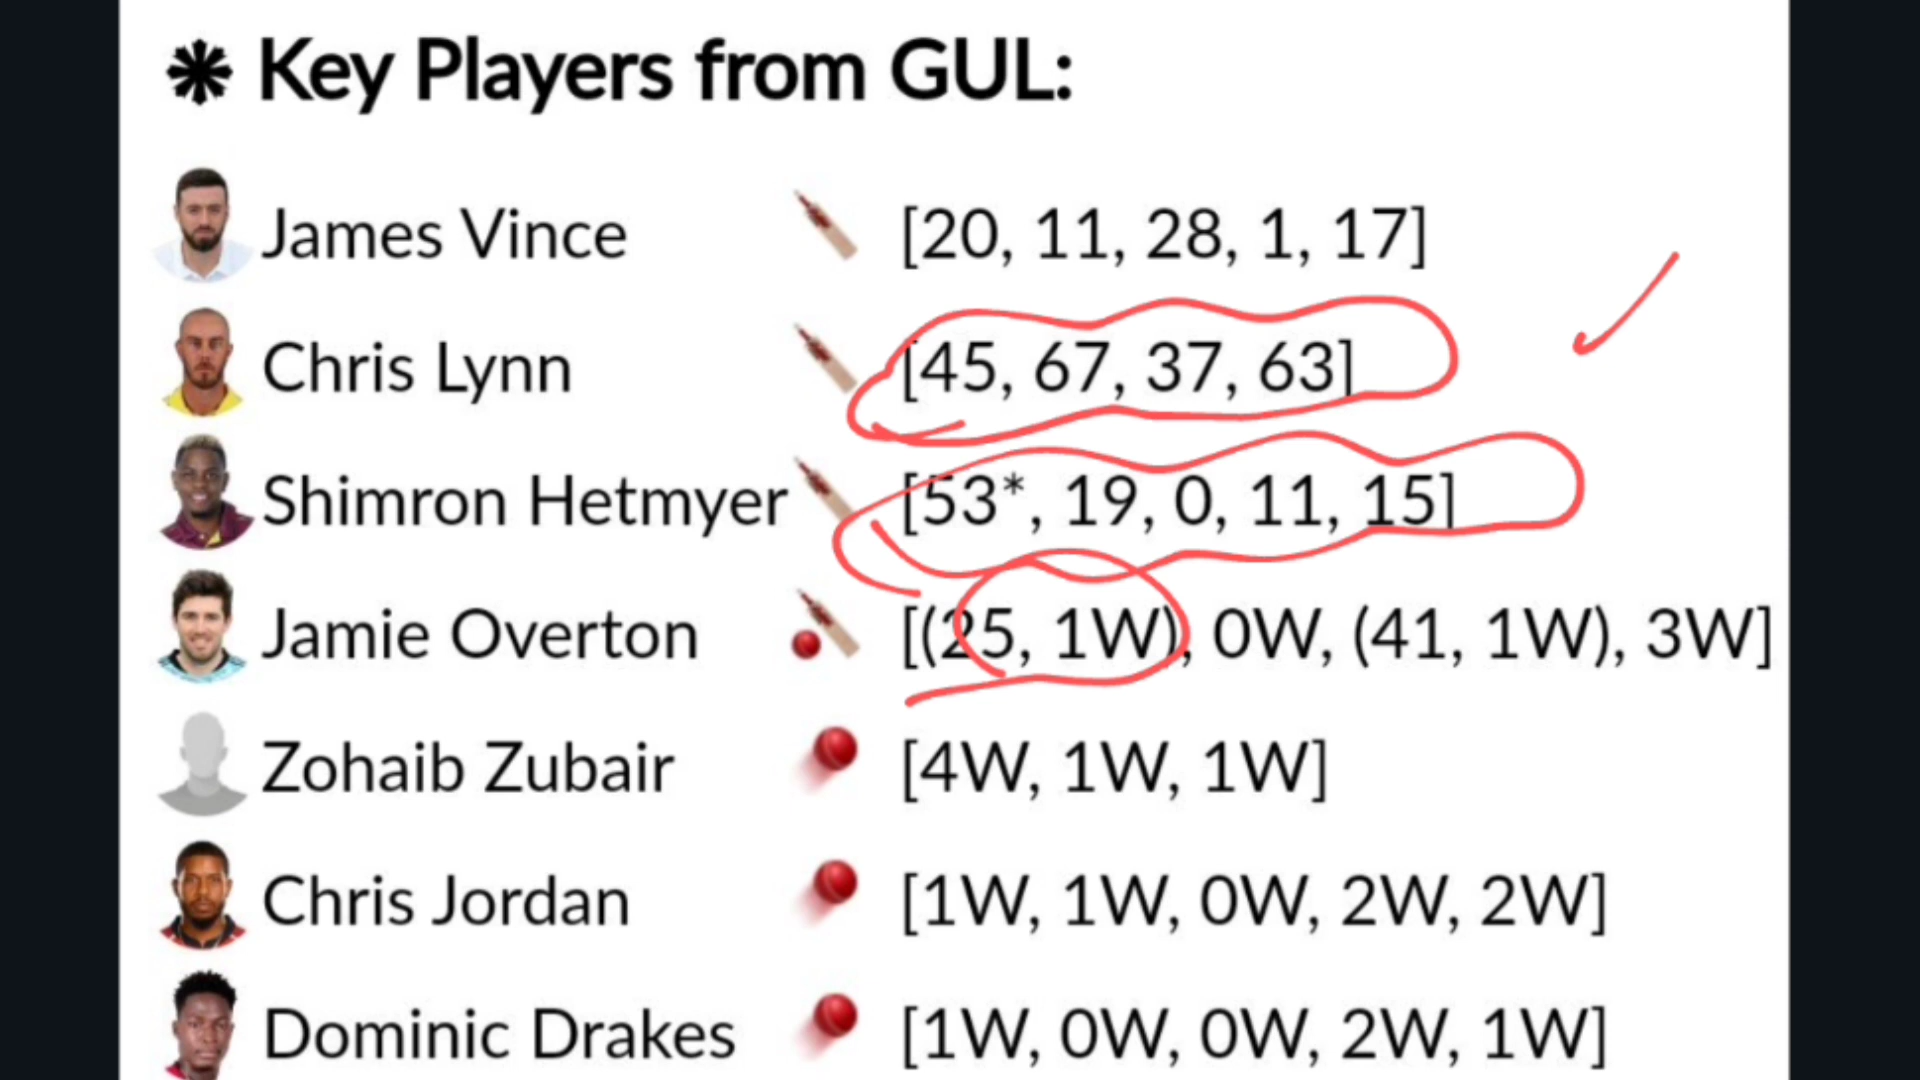 ✱ Key Players from GUL:
James Vince [20, 11, 28, 1, 17]
Chris Lynn [45, 67, 37, 63]
Shimron Hetmyer [53*, 19, 0, 11, 15]
Jamie Overton [(25, 1W), 0W, (41, 1W), 3W]
Zohaib Zubair [4W, 1W, 1W]
Chris Jordan [1W, 1W, 0W, 2W, 2W]
Dominic Drakes [1W, 0W, 0W, 2W, 1W]